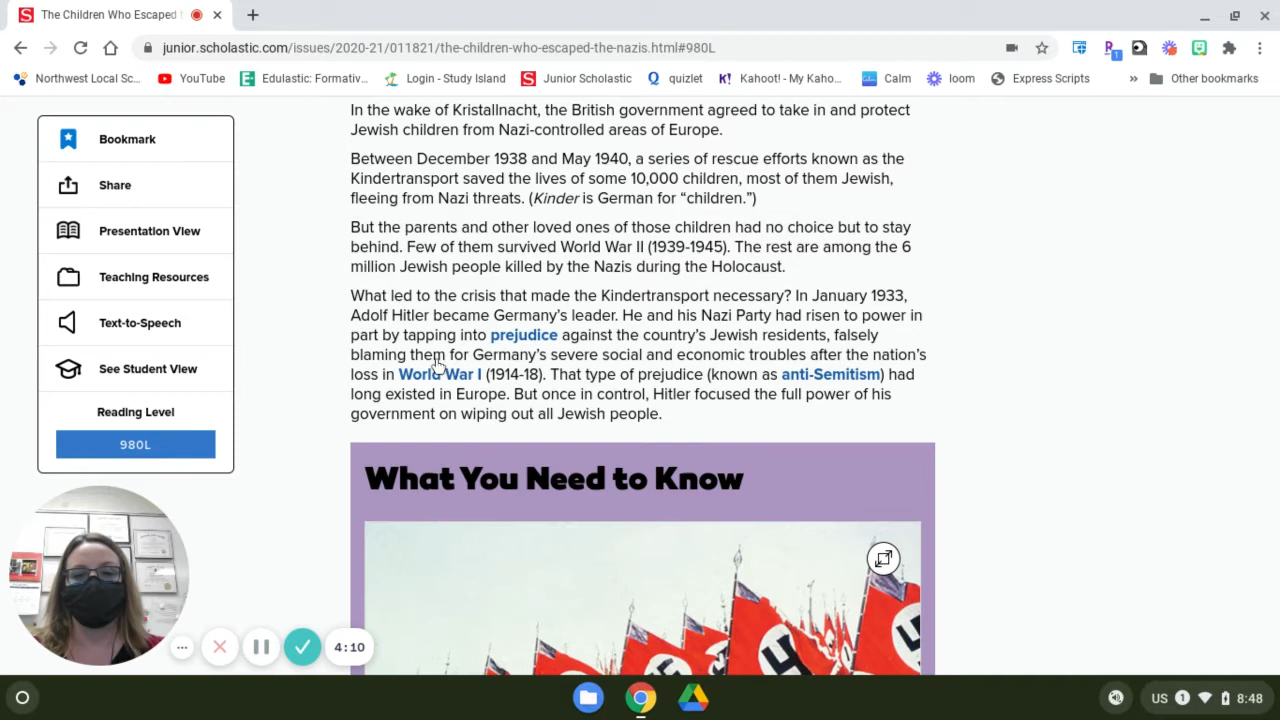 The Children Who Escaped t
junior.scholastic.com/issues/2020-21/011821/the-children-who-escaped-the-nazis.html#980L
1
Northwest Local Sc...
YouTube
Edulastic: Formativ...
Login - Study Island
Junior Scholastic
quizlet
Kahoot! - My Kaho...
Calm
loom
Express Scripts
»
Other bookmarks
Bookmark
Share
Presentation View
Teaching Resources
Text-to-Speech
See Student View
Reading Level
980L
In the wake of Kristallnacht, the British government agreed to take in and protect
Jewish children from Nazi-controlled areas of Europe.
Between December 1938 and May 1940, a series of rescue efforts known as the
Kindertransport saved the lives of some 10,000 children, most of them Jewish,
fleeing from Nazi threats. (Kinder is German for “children.”)
But the parents and other loved ones of those children had no choice but to stay
behind. Few of them survived World War II (1939-1945). The rest are among the 6
million Jewish people killed by the Nazis during the Holocaust.
What led to the crisis that made the Kindertransport necessary? In January 1933,
Adolf Hitler became Germany’s leader. He and his Nazi Party had risen to power in
part by tapping into prejudice against the country’s Jewish residents, falsely
blaming them for Germany’s severe social and economic troubles after the nation’s
loss in World War I (1914-18). That type of prejudice (known as anti-Semitism) had
long existed in Europe. But once in control, Hitler focused the full power of his
government on wiping out all Jewish people.
What You Need to Know
4:10
US 1 8:48